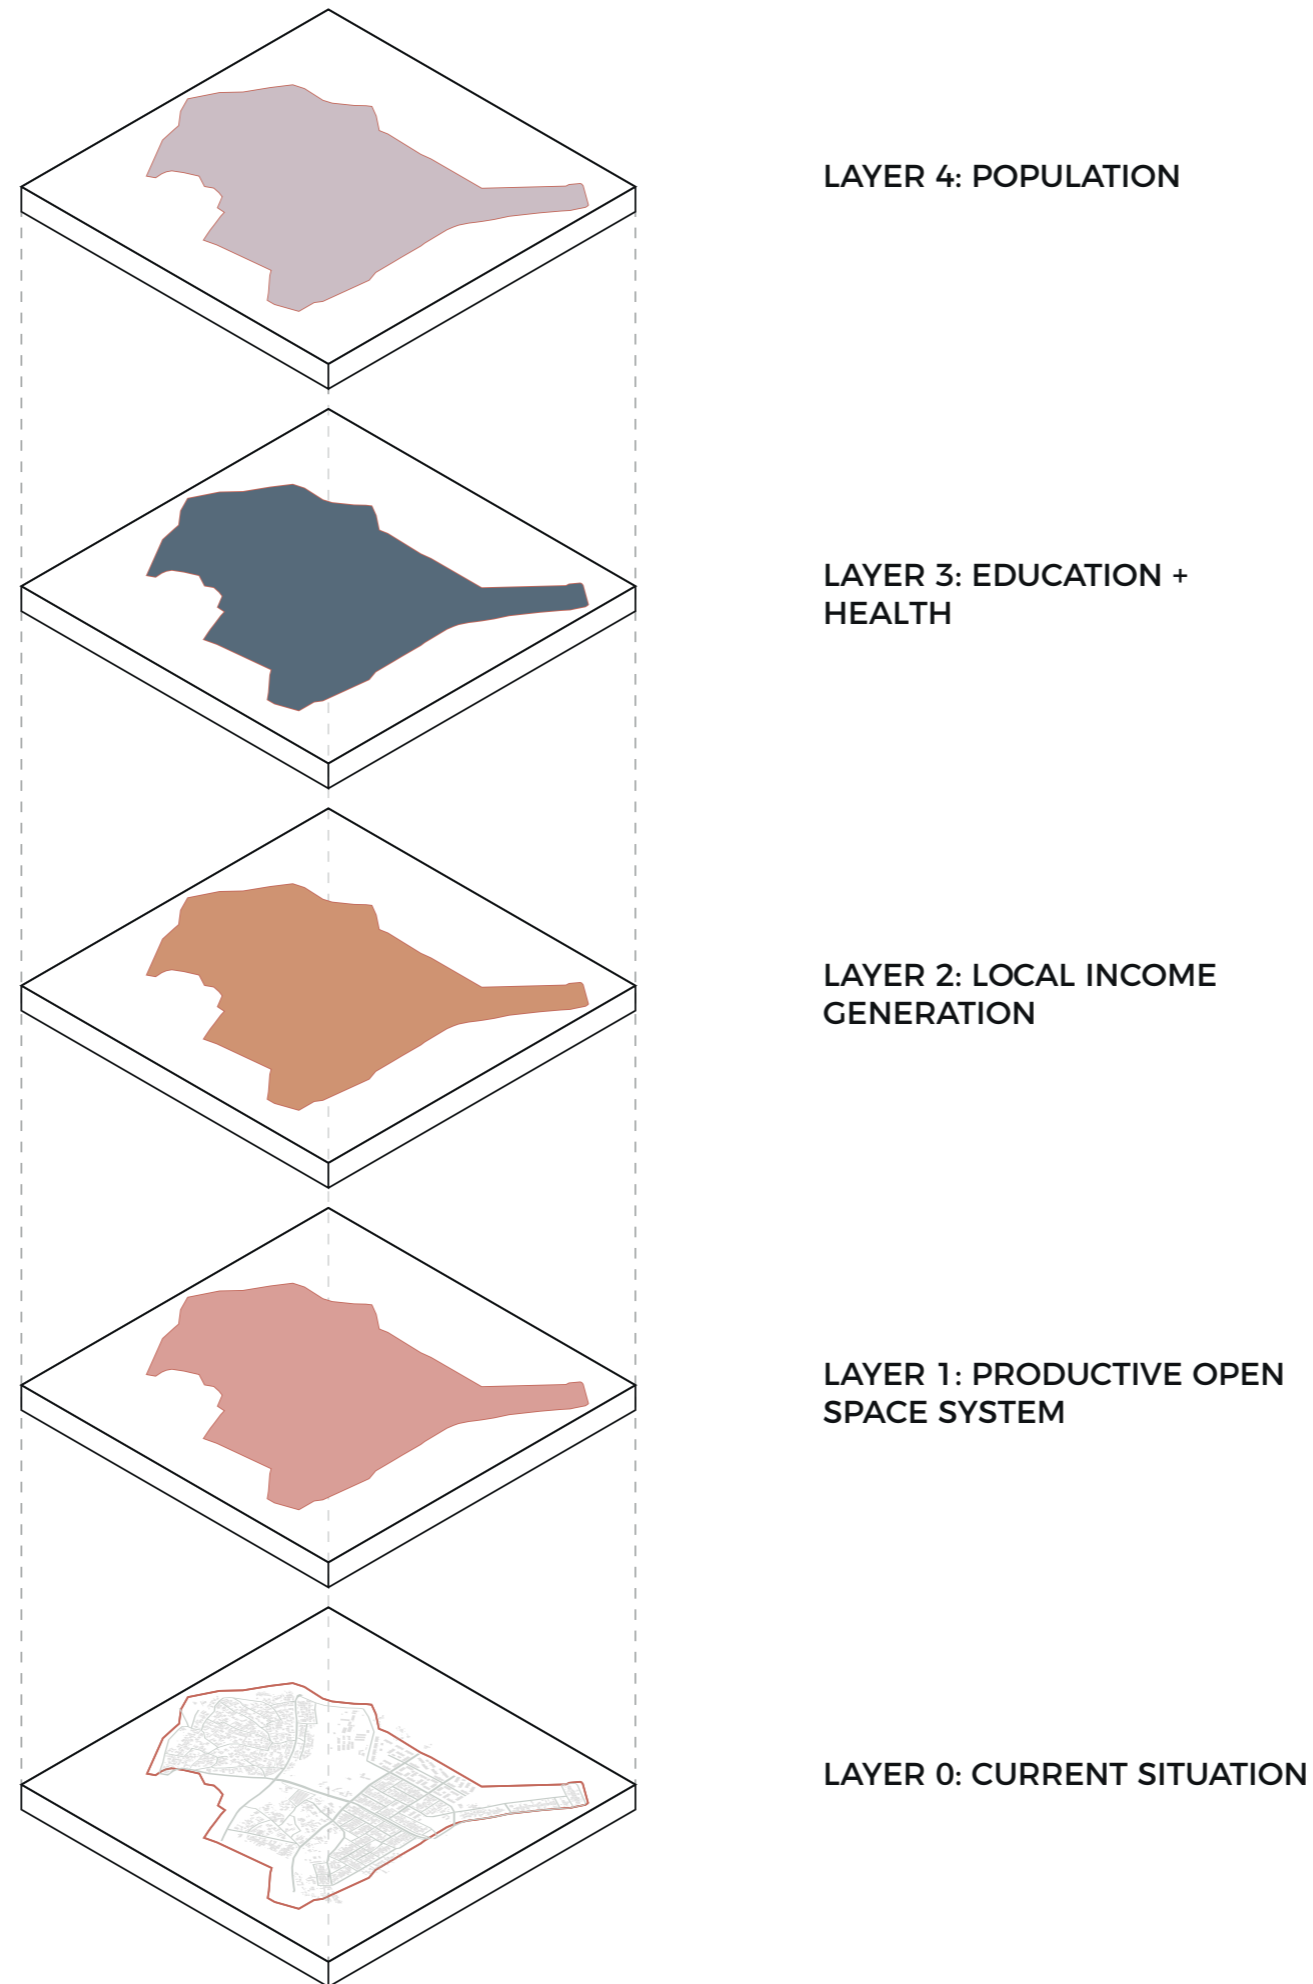 LAYER 4: POPULATION
LAYER 3: EDUCATION +
HEALTH
LAYER 2: LOCAL INCOME
GENERATION
LAYER 1: PRODUCTIVE OPEN
SPACE SYSTEM
LAYER 0: CURRENT SITUATION